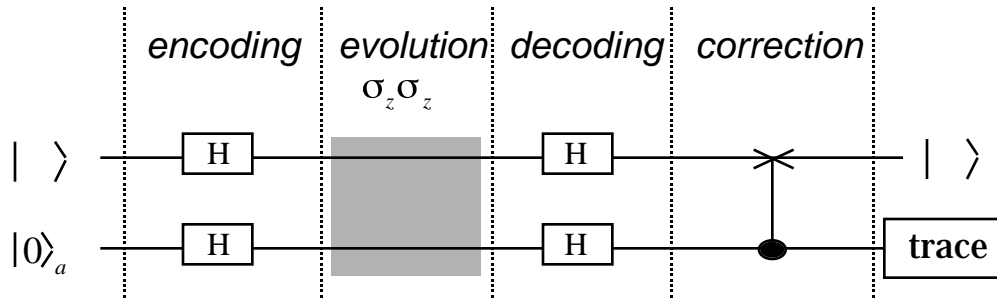 encoding evolution decoding correction
σzσz
| ⟩ H H | ⟩
|0⟩a H H trace